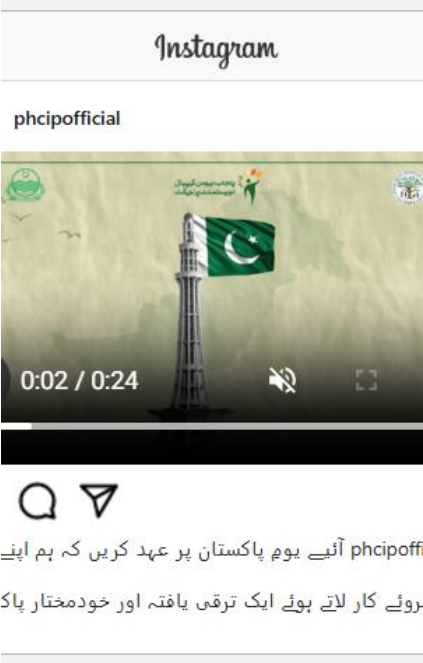 Instagram
phcipofficial
0:02 / 0:24
phcipoffi آئیے یومِ پاکستان پر عہد کریں کہ ہم اپنے
بروئے کار لاتے ہوئے ایک ترقی یافتہ اور خودمختار پاک